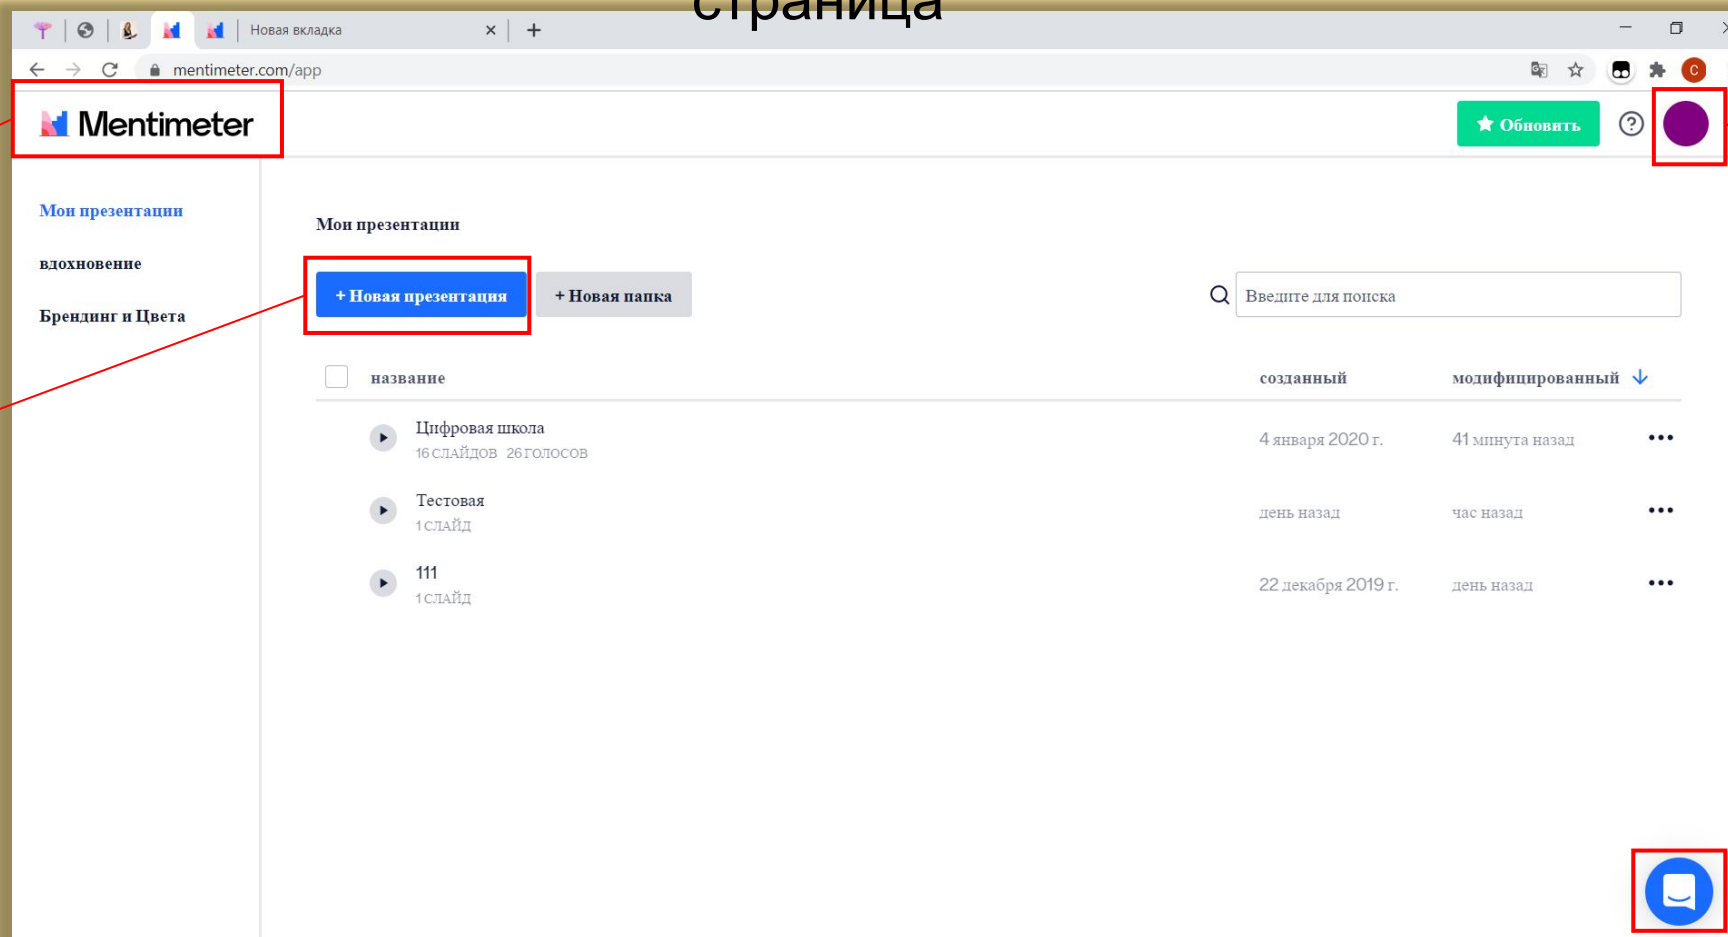 страница
Новая вкладка
mentimeter.com/app
C
Mentimeter
Обновить
Мои презентации
вдохновение
Брендинг и Цвета
Мои презентации
+ Новая презентация
+ Новая папка
Введите для поиска
название
созданный
модифицированный
Цифровая школа
16 СЛАЙДОВ 26 ГОЛОСОВ
4 января 2020 г.
41 минута назад
Тестовая
1 СЛАЙД
день назад
час назад
111
1 СЛАЙД
22 декабря 2019 г.
день назад